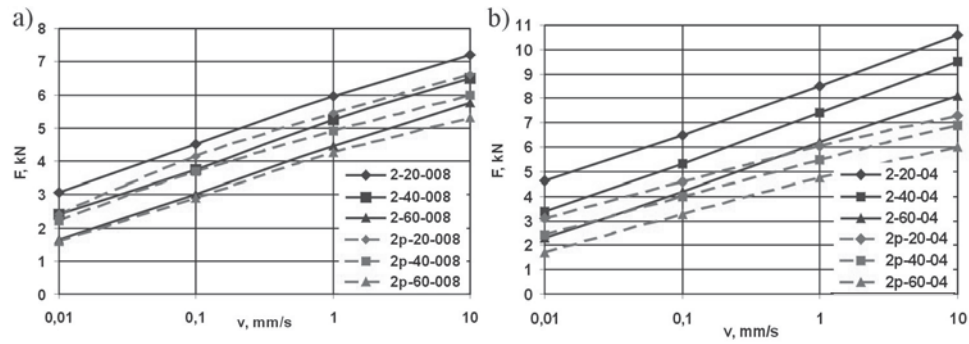 a)
F, kN
8
7
6
5
4
3
2
1
0
0,01
0,1
1
10
v, mm/s
2-20-008
2-40-008
2-60-008
2p-20-008
2p-40-008
2p-60-008
b)
F, kN
11
10
9
8
7
6
5
4
3
2
1
0
0,01
0,1
1
10
v, mm/s
2-20-04
2-40-04
2-60-04
2p-20-04
2p-40-04
2p-60-04